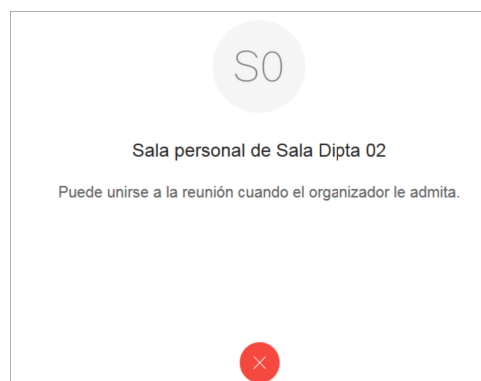 S0
Sala personal de Sala Dipta 02
Puede unirse a la reunión cuando el organizador le admita.